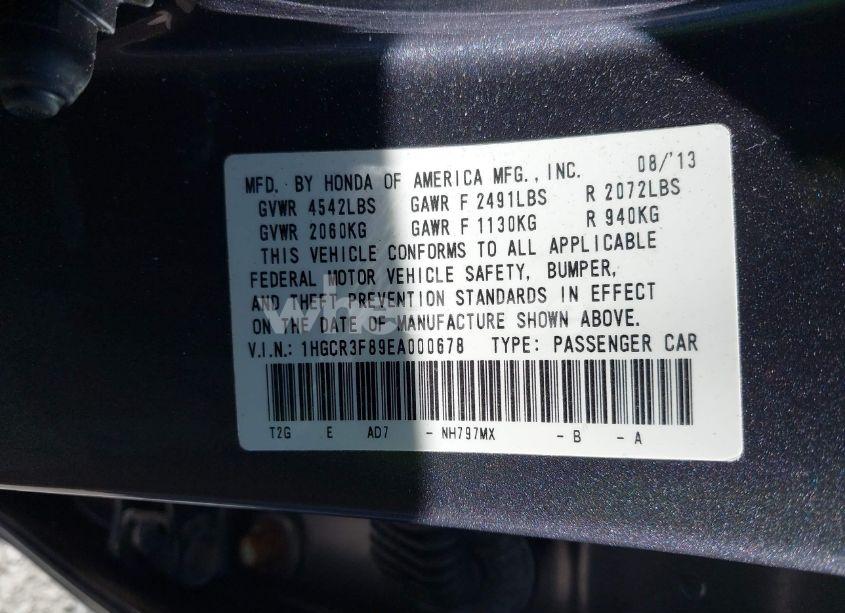 MFD. BY HONDA OF AMERICA MFG., INC. 08/'13
GVWR 4542LBS GAWR F 2491LBS R 2072LBS
GVWR 2060KG GAWR F 1130KG R 940KG
THIS VEHICLE CONFORMS TO ALL APPLICABLE
FEDERAL MOTOR VEHICLE SAFETY, BUMPER,
AND THEFT PREVENTION STANDARDS IN EFFECT
ON THE DATE OF MANUFACTURE SHOWN ABOVE.
V.I.N.: 1HGCR3F89EA000678 TYPE: PASSENGER CAR
T2G E AD7 - NH797MX - B - A